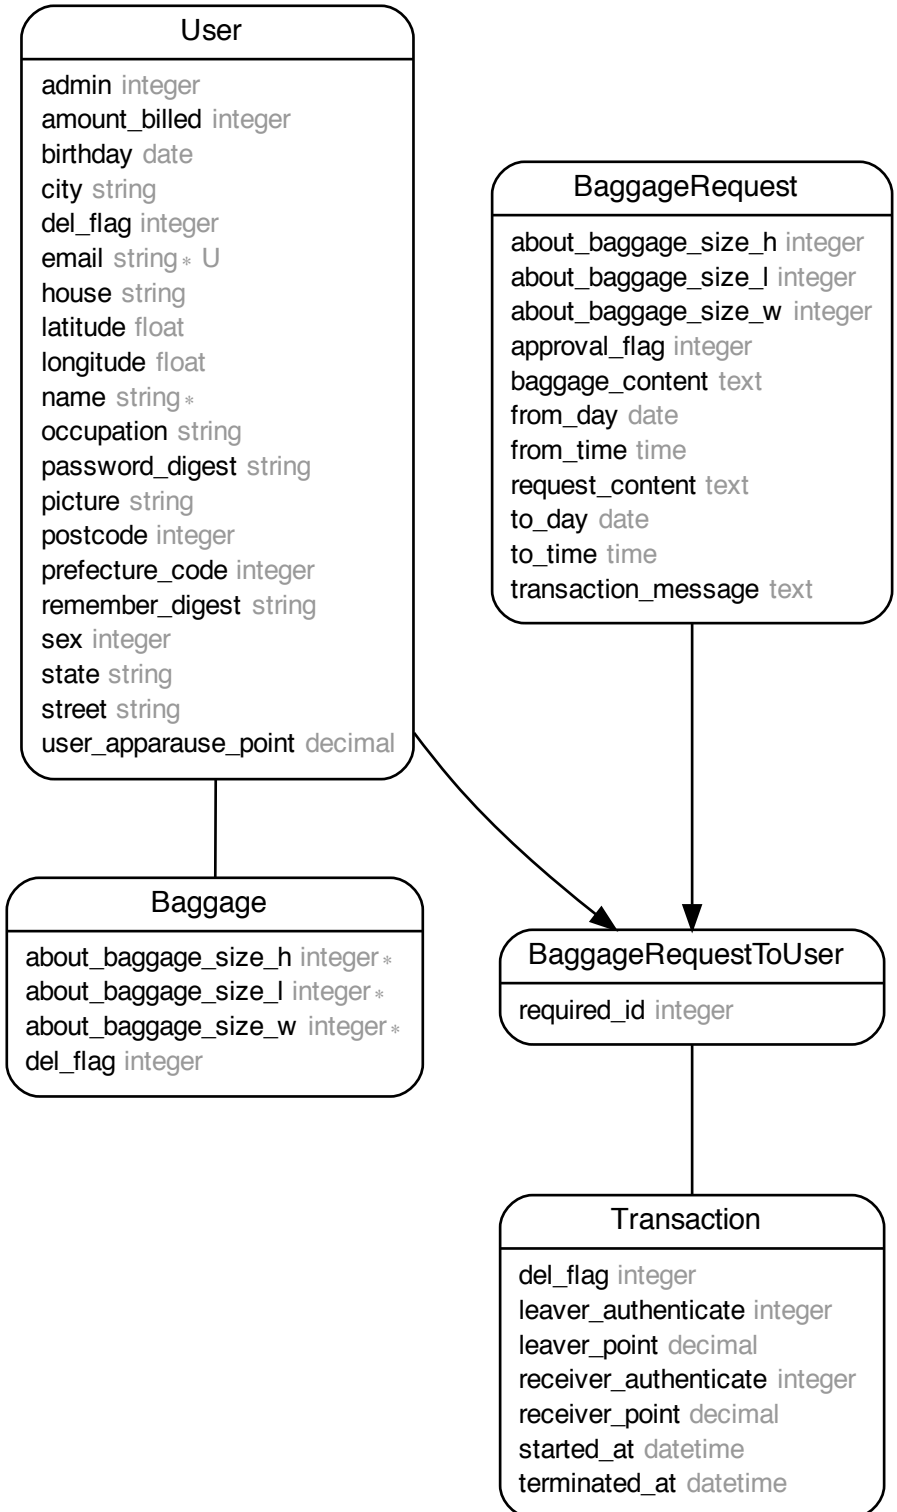 User
admin integer
amount_billed integer
birthday date
city string
del_flag integer
email string * U
house string
latitude float
longitude float
name string *
occupation string
password_digest string
picture string
postcode integer
prefecture_code integer
remember_digest string
sex integer
state string
street string
user_apparause_point decimal
BaggageRequest
about_baggage_size_h integer
about_baggage_size_l integer
about_baggage_size_w integer
approval_flag integer
baggage_content text
from_day date
from_time time
request_content text
to_day date
to_time time
transaction_message text
Baggage
about_baggage_size_h integer *
about_baggage_size_l integer *
about_baggage_size_w integer *
del_flag integer
BaggageRequestToUser
required_id integer
Transaction
del_flag integer
leaver_authenticate integer
leaver_point decimal
receiver_authenticate integer
receiver_point decimal
started_at datetime
terminated_at datetime